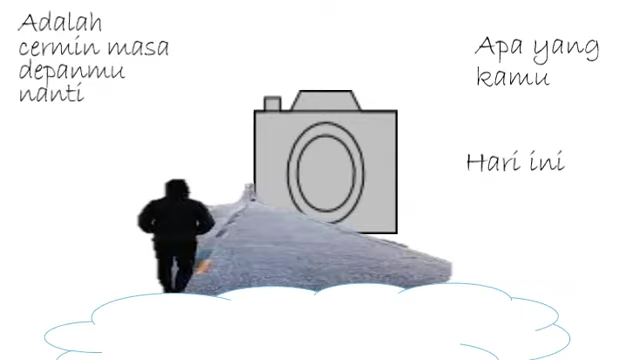 Adalah
cermin masa
depanmu
nanti
Apa yang
kamu
Hari ini